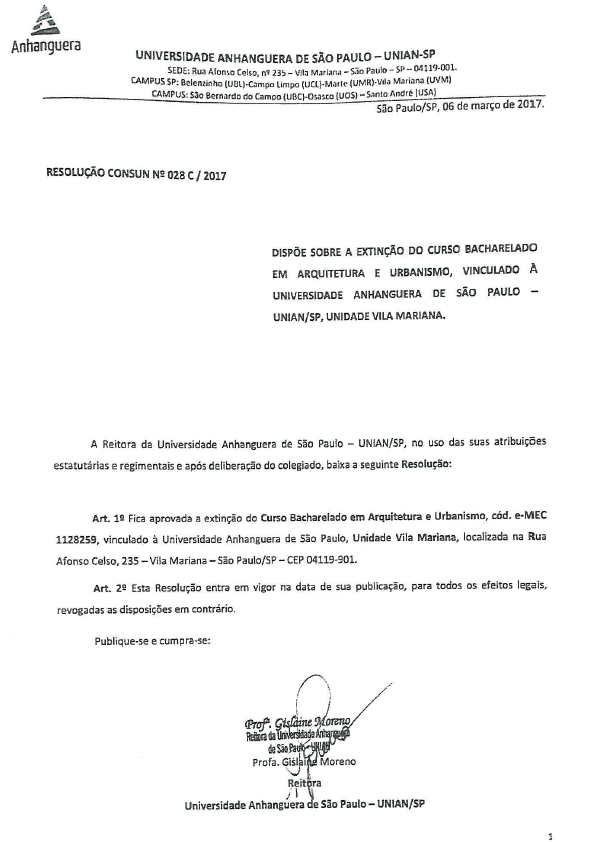 Anhanguera
UNIVERSIDADE ANHANGUERA DE SÃO PAULO – UNIAN-SP
SEDE: Rua Afonso Celso, nº 235 – Vila Mariana – São Paulo – SP – 04119-001.
CAMPUS SP: Belenzinho (UBL)-Campo Limpo (UCL)-Marte (UMR)-Vila Mariana (UVM)
CAMPUS: São Bernardo do Campo (UBC)-Osasco (UOS) – Santo André (USA)
São Paulo/SP, 06 de março de 2017.
RESOLUÇÃO CONSUN Nº 028 C / 2017
DISPÕE SOBRE A EXTINÇÃO DO CURSO BACHARELADO
EM ARQUITETURA E URBANISMO, VINCULADO À
UNIVERSIDADE ANHANGUERA DE SÃO PAULO –
UNIAN/SP, UNIDADE VILA MARIANA.
A Reitora da Universidade Anhanguera de São Paulo – UNIAN/SP, no uso das suas atribuições
estatutárias e regimentais e após deliberação do colegiado, baixa a seguinte Resolução:
Art. 1º Fica aprovada a extinção do Curso Bacharelado em Arquitetura e Urbanismo, cód. e-MEC
1128259, vinculado à Universidade Anhanguera de São Paulo, Unidade Vila Mariana, localizada na Rua
Afonso Celso, 235 – Vila Mariana – São Paulo/SP – CEP 04119-901.
Art. 2º Esta Resolução entra em vigor na data de sua publicação, para todos os efeitos legais,
revogadas as disposições em contrário.
Publique-se e cumpra-se:
Profª. Gislaine Moreno
Reitora da Universidade Anhanguera
de São Paulo - UNIAN
Profa. Gislaine Moreno
Reitora
Universidade Anhanguera de São Paulo – UNIAN/SP
1